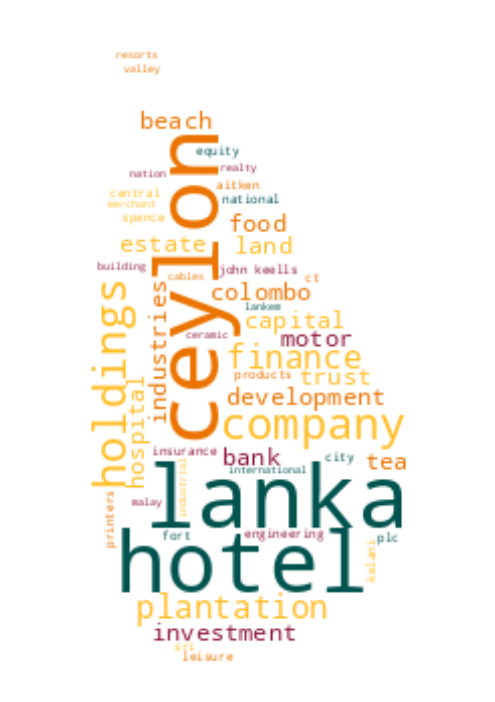 resorts
valley
beach
ceylon
equity
nation
realty
aitken
central
national
merchant
spence
food
estate
land
building
john keells
cables
ct
holdings
industries
colombo
lankem
capital
ceramic
motor
finance
products
trust
hospital
development
company
insurance
bank
city
tea
industrial
international
lanka
printers
malay
fort
engineering
plc
hotel
kelani
plantation
investment
sri
leisure